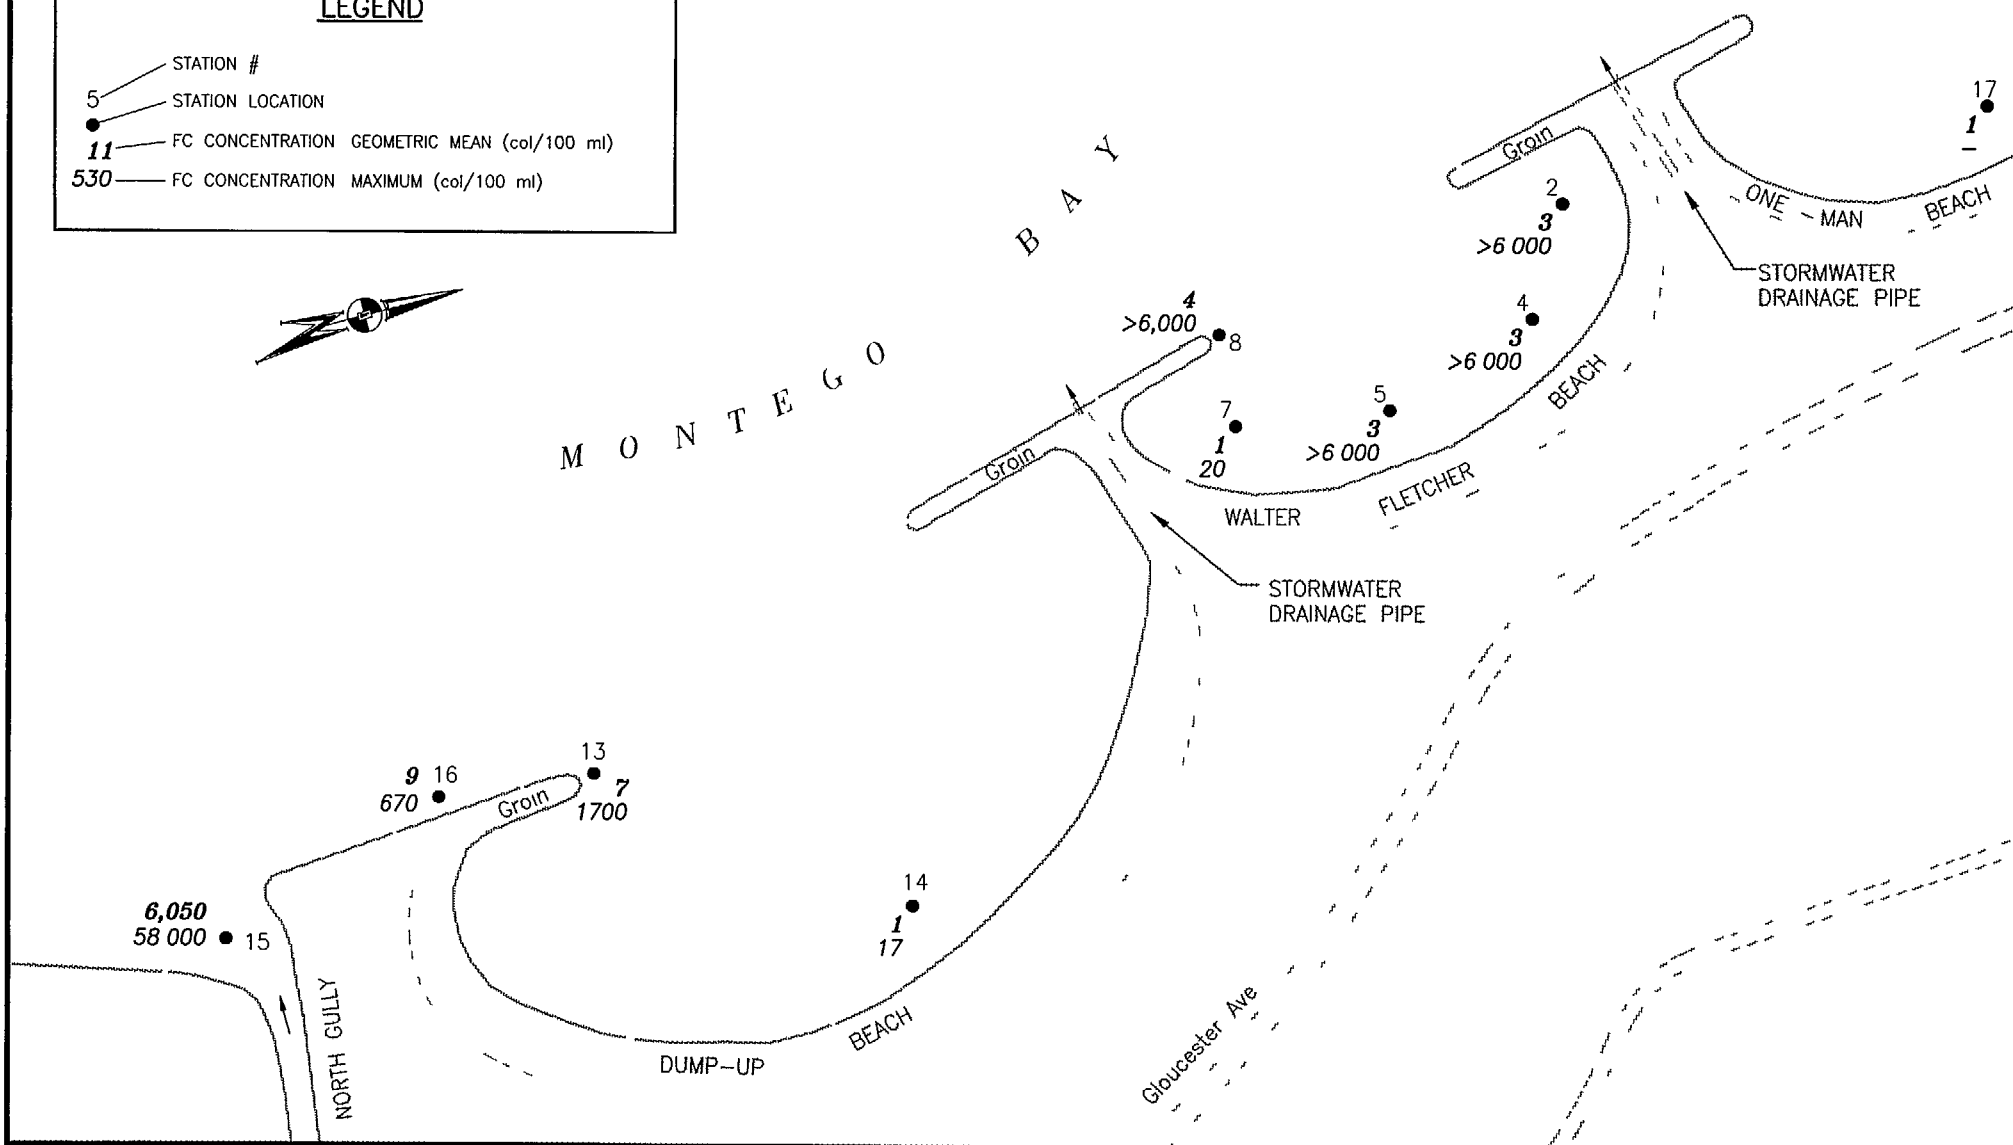 LEGEND
STATION #
5
STATION LOCATION
11
FC CONCENTRATION GEOMETRIC MEAN (col/100 ml)
530
FC CONCENTRATION MAXIMUM (col/100 ml)
MONTEGO BAY
Groin
17
1
–
ONE-MAN BEACH
STORMWATER
DRAINAGE PIPE
2
3
>6 000
4
3
>6 000
4
>6,000
8
7
1
20
5
3
>6 000
Groin
WALTER FLETCHER BEACH
STORMWATER
DRAINAGE PIPE
9 16
670
13
7
1700
Groin
14
1
17
6,050
58 000
15
NORTH GULLY
DUMP-UP BEACH
Gloucester Ave